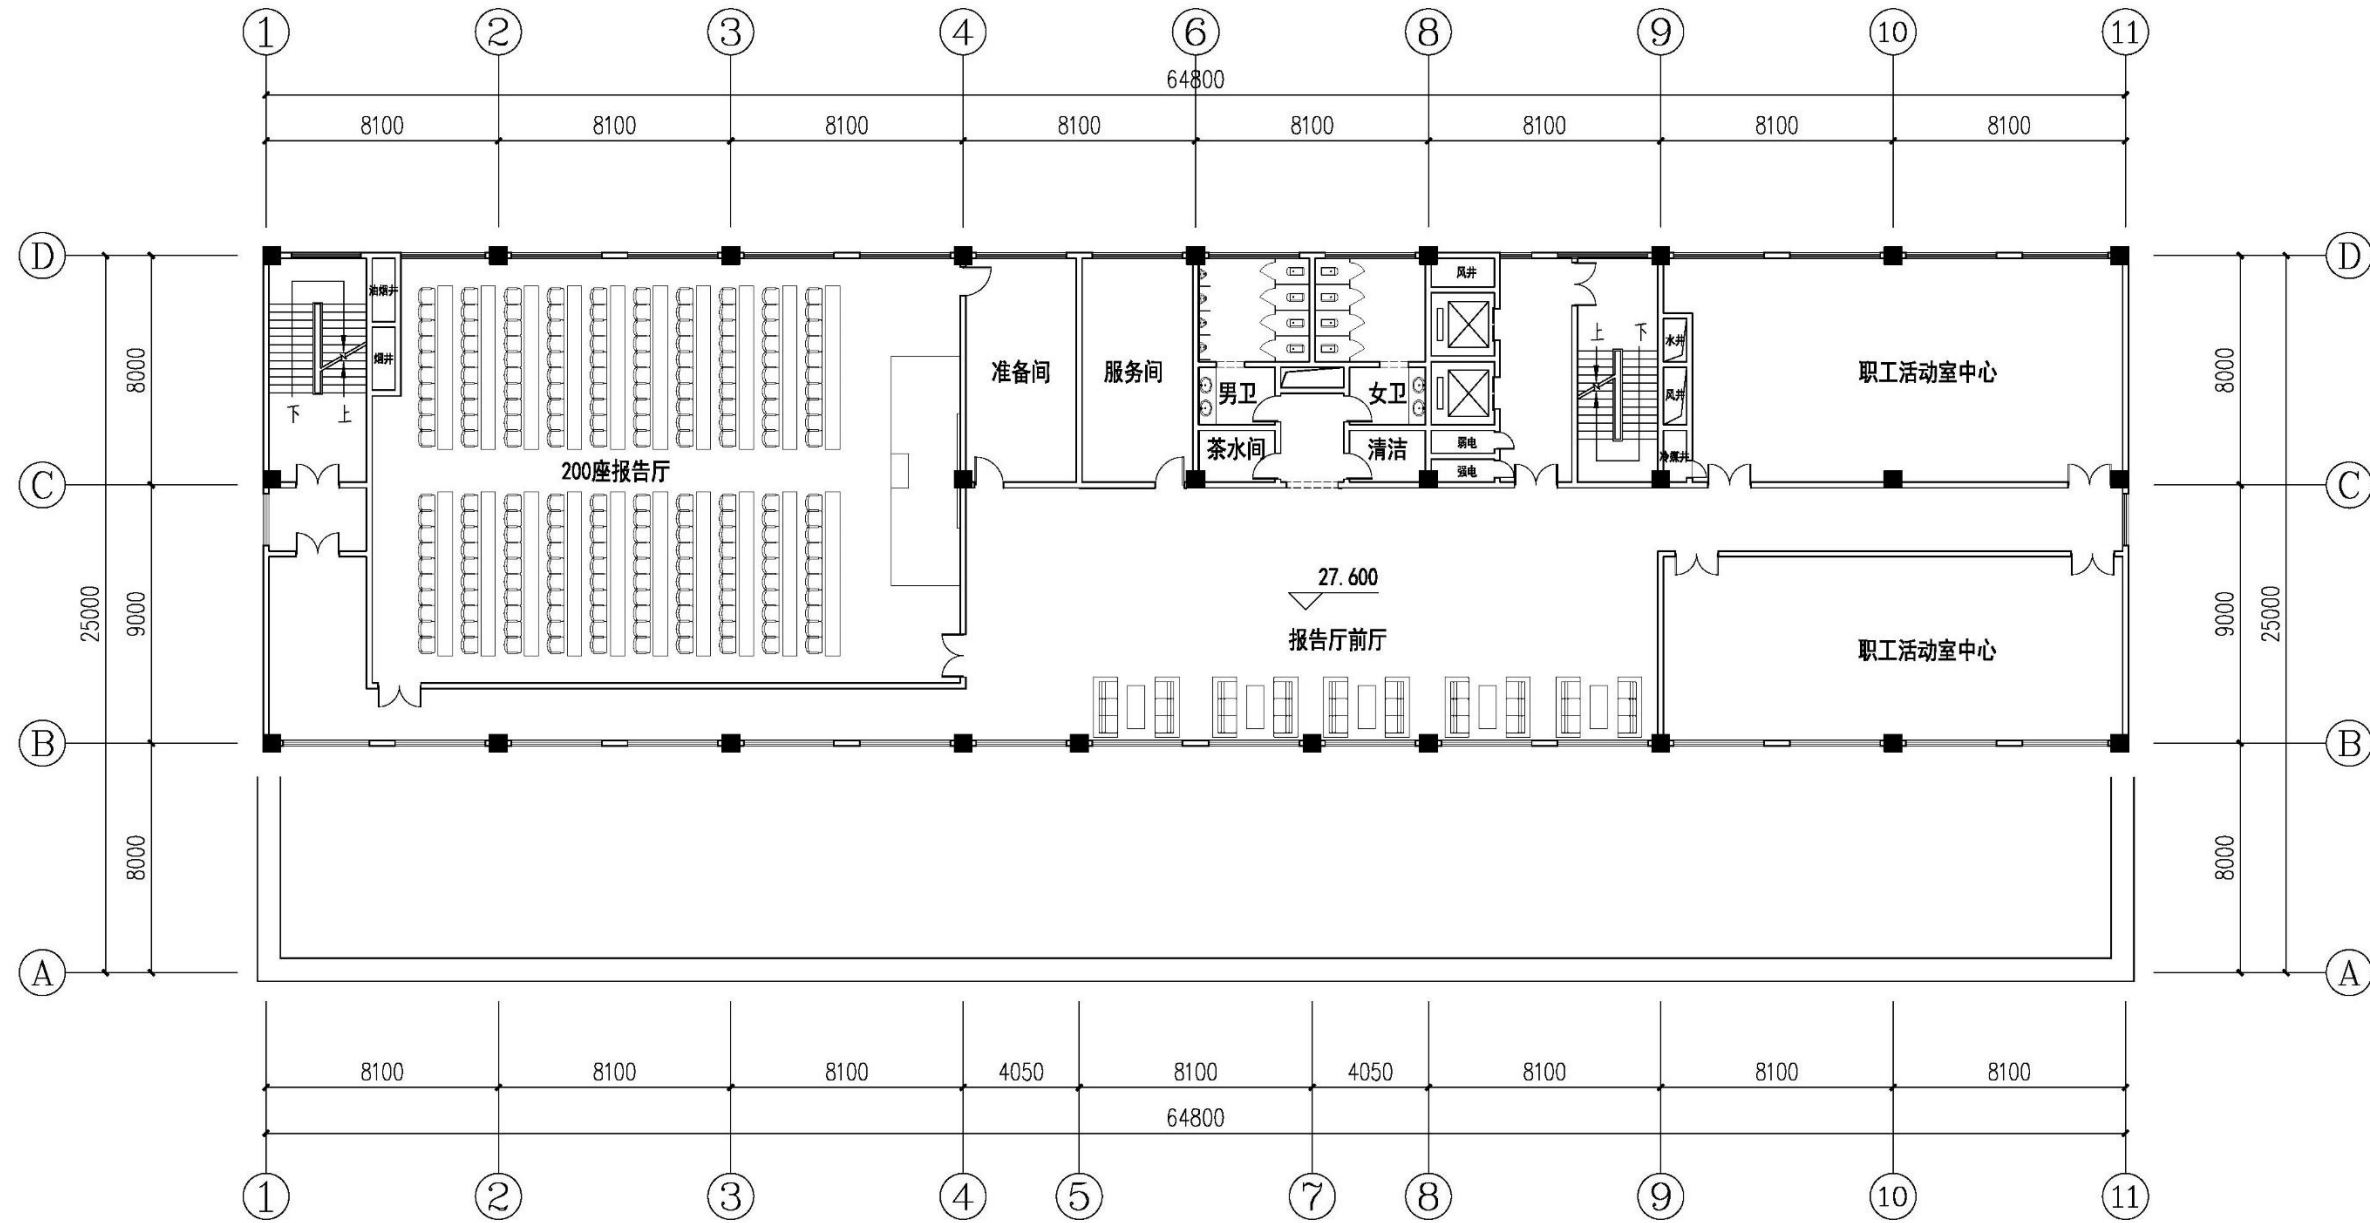 1 2 3 4 6 8 9 10 11
64800
8100 8100 8100 8100 8100 8100 8100 8100
D D
油烟井
风井
烟井
上 下
水井
8000
准备间
服务间
男卫
女卫
风井
职工活动室中心
8000
下 上
茶水间
清洁
弱电
强电
冷媒井
200座报告厅
C C
27.600
报告厅前厅
职工活动室中心
25000
9000
9000
25000
B B
8000
8000
A A
8100 8100 8100 4050 8100 4050 8100 8100 8100
64800
1 2 3 4 5 7 8 9 10 11